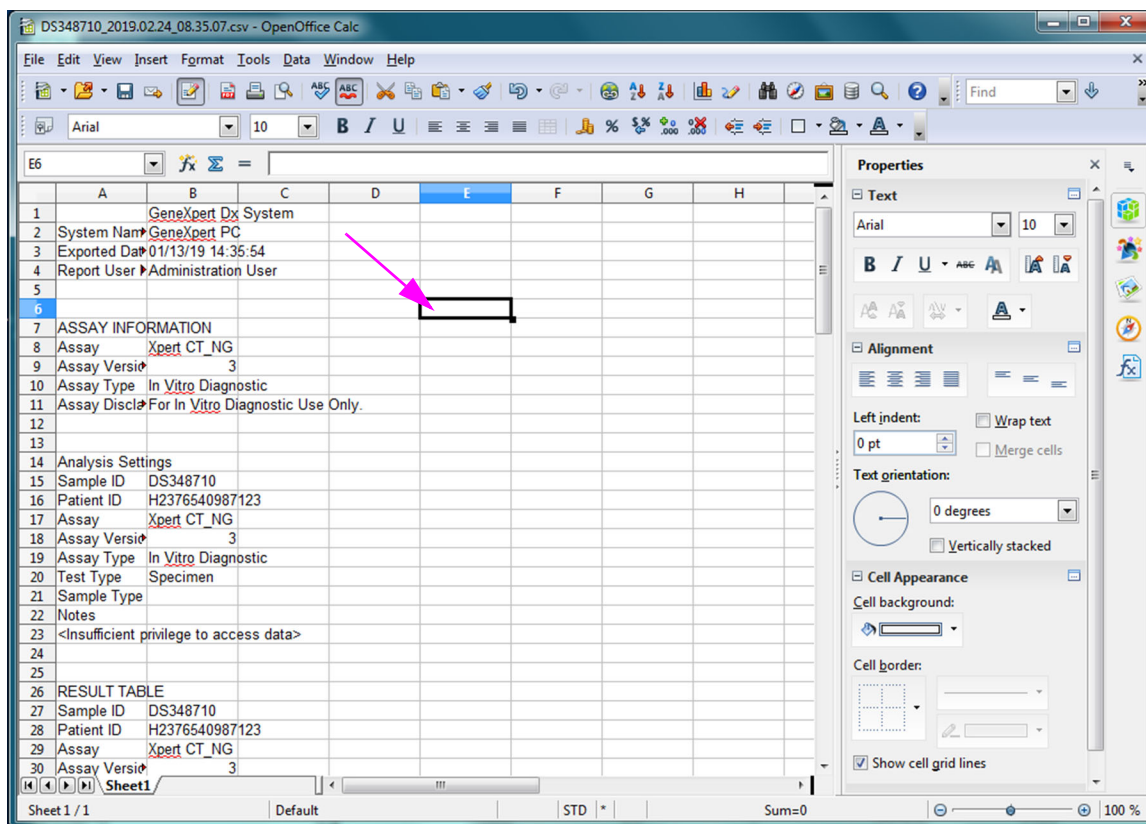 DS348710_2019.02.24_08.35.07.csv - OpenOffice Calc
File Edit View Insert Format Tools Data Window Help
Find
Arial 10
E6
A B C D E F G H
1 GeneXpert Dx System
2 System Nam GeneXpert PC
3 Exported Dat 01/13/19 14:35:54
4 Report User Administration User
5
6
7 ASSAY INFORMATION
8 Assay Xpert CT_NG
9 Assay Versio 3
10 Assay Type In Vitro Diagnostic
11 Assay Discla For In Vitro Diagnostic Use Only.
12
13
14 Analysis Settings
15 Sample ID DS348710
16 Patient ID H2376540987123
17 Assay Xpert CT_NG
18 Assay Versio 3
19 Assay Type In Vitro Diagnostic
20 Test Type Specimen
21 Sample Type
22 Notes
23 <Insufficient privilege to access data>
24
25
26 RESULT TABLE
27 Sample ID DS348710
28 Patient ID H2376540987123
29 Assay Xpert CT_NG
30 Assay Versio 3
Sheet1
Sheet 1 / 1 Default STD * Sum=0 100 %
Properties
Text
Arial 10
Alignment
Left indent:
Wrap text
0 pt
Merge cells
Text orientation:
0 degrees
Vertically stacked
Cell Appearance
Cell background:
Cell border:
Show cell grid lines